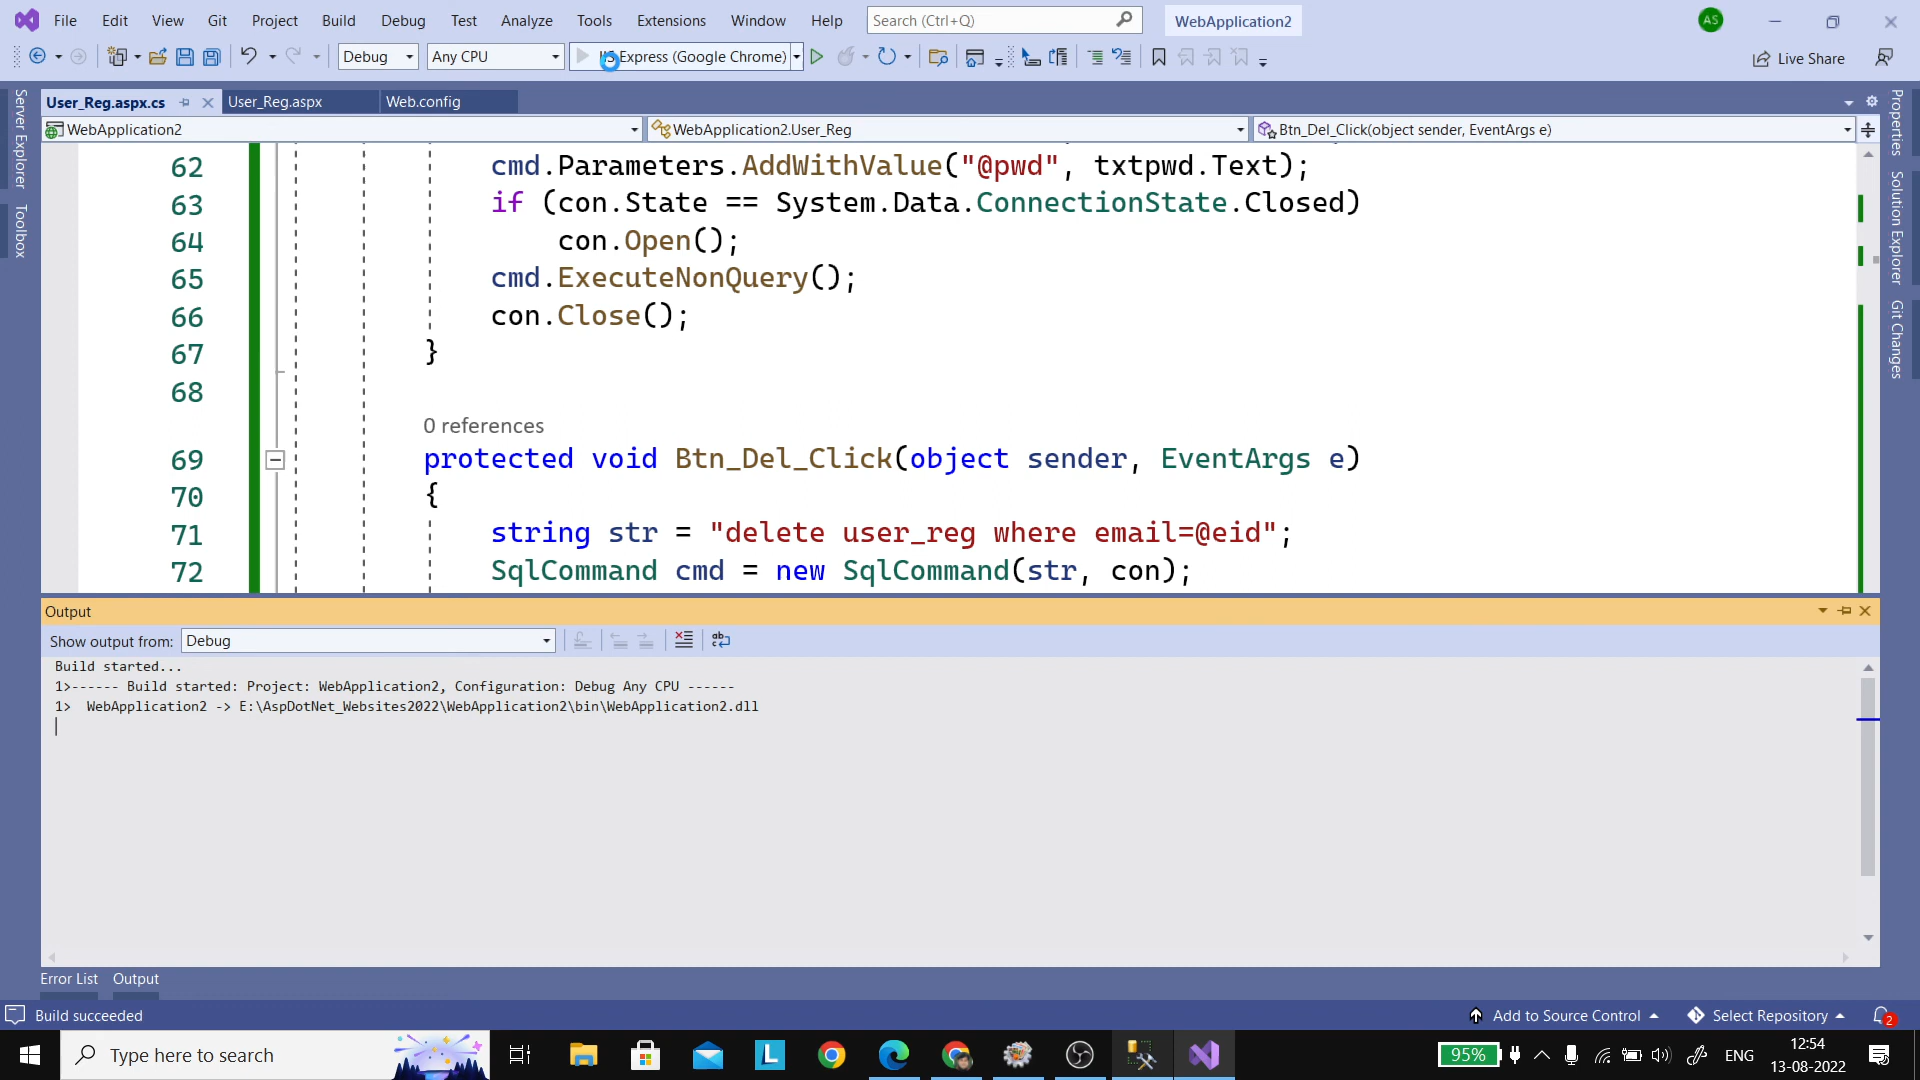 File Edit View Git Project Build Debug Test Analyze Tools Extensions Window Help Search (Ctrl+Q) WebApplication2 AS
Debug Any CPU IIS Express (Google Chrome) Live Share
User_Reg.aspx.cs User_Reg.aspx Web.config
WebApplication2 WebApplication2.User_Reg Btn_Del_Click(object sender, EventArgs e)
Server Explorer
Toolbox
Properties
Solution Explorer
Git Changes
62 cmd.Parameters.AddWithValue("@pwd", txtpwd.Text);
63 if (con.State == System.Data.ConnectionState.Closed)
64 con.Open();
65 cmd.ExecuteNonQuery();
66 con.Close();
67 }
68
0 references
69 protected void Btn_Del_Click(object sender, EventArgs e)
70 {
71 string str = "delete user_reg where email=@eid";
72 SqlCommand cmd = new SqlCommand(str, con);
Output
Show output from: Debug
Build started...
1>------ Build started: Project: WebApplication2, Configuration: Debug Any CPU ------
1> WebApplication2 -> E:\AspDotNet_Websites2022\WebApplication2\bin\WebApplication2.dll
Error List Output
Build succeeded Add to Source Control Select Repository 2
Type here to search L 95% ENG 12:54
13-08-2022